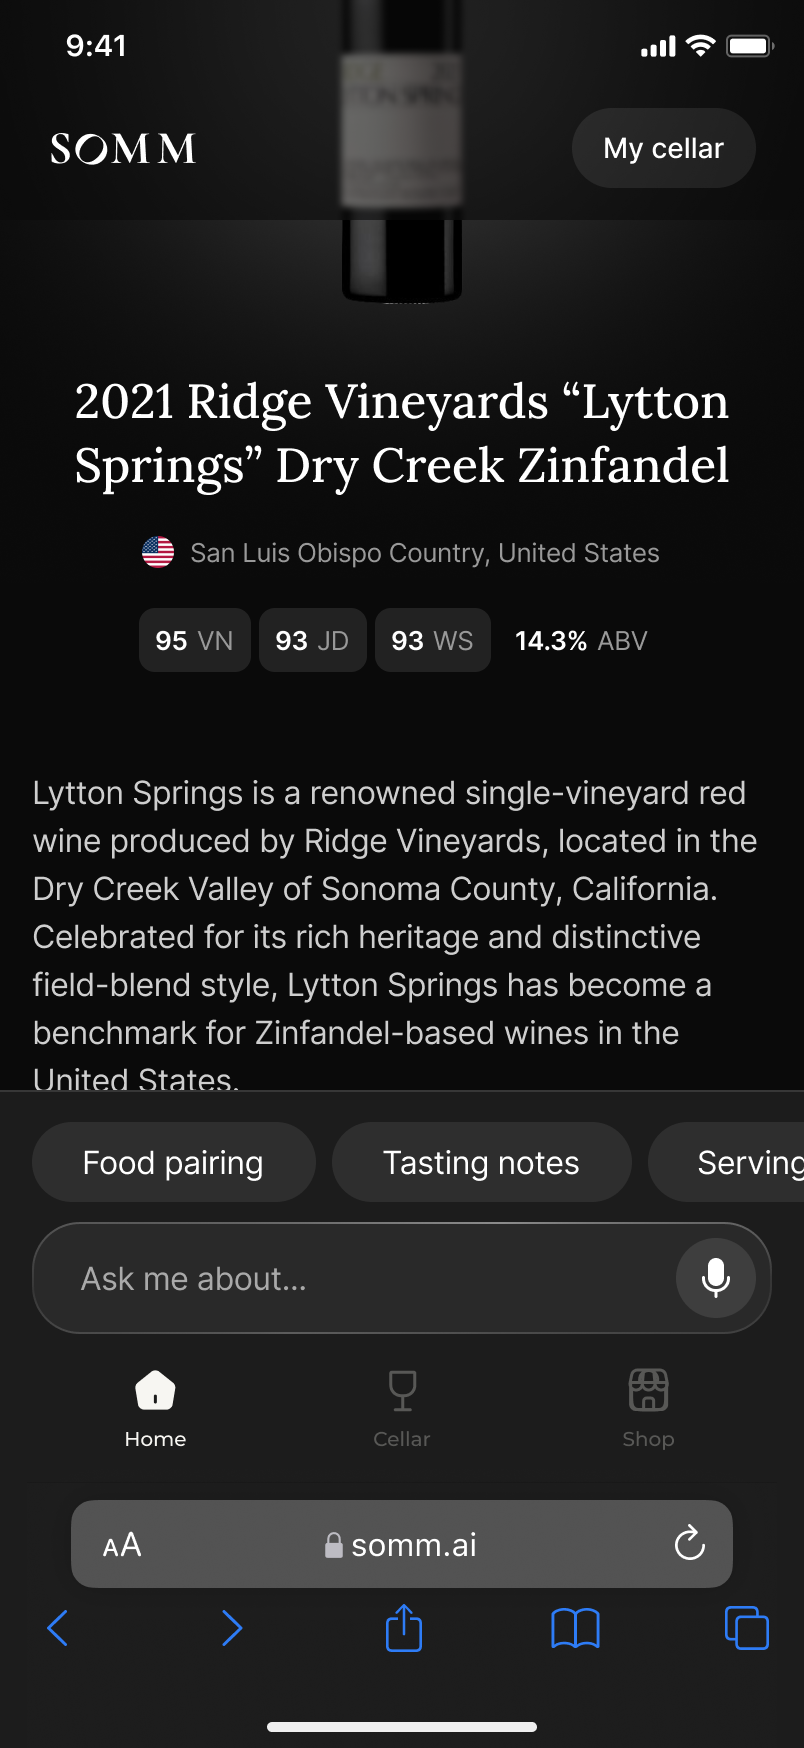 9:41
SOMM
My cellar
2021 Ridge Vineyards “Lytton
Springs” Dry Creek Zinfandel
San Luis Obispo Country, United States
95 VN 93 JD 93 WS 14.3% ABV
Lytton Springs is a renowned single-vineyard red
wine produced by Ridge Vineyards, located in the
Dry Creek Valley of Sonoma County, California.
Celebrated for its rich heritage and distinctive
field-blend style, Lytton Springs has become a
benchmark for Zinfandel-based wines in the
United States.
Food pairing Tasting notes Serving
Ask me about...
Home Cellar Shop
AA somm.ai